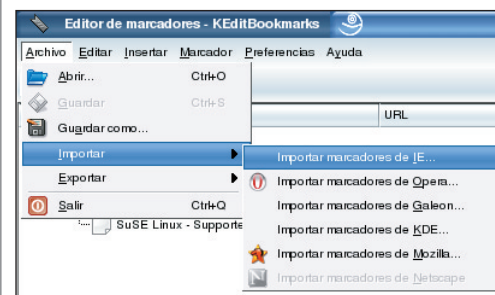 Editor de marcadores - KEditBookmarks
Archivo Editar Insertar Marcador Preferencias Ayuda
Abrir... Ctrl+O
Guardar Ctrl+S
URL
Guardar como...
Importar
Importar marcadores de IE...
Exportar
Importar marcadores de Opera...
Salir Ctrl+Q
Importar marcadores de Galeon...
SuSE Linux - Supporte
Importar marcadores de KDE...
Importar marcadores de Mozilla...
Importar marcadores de Netscape